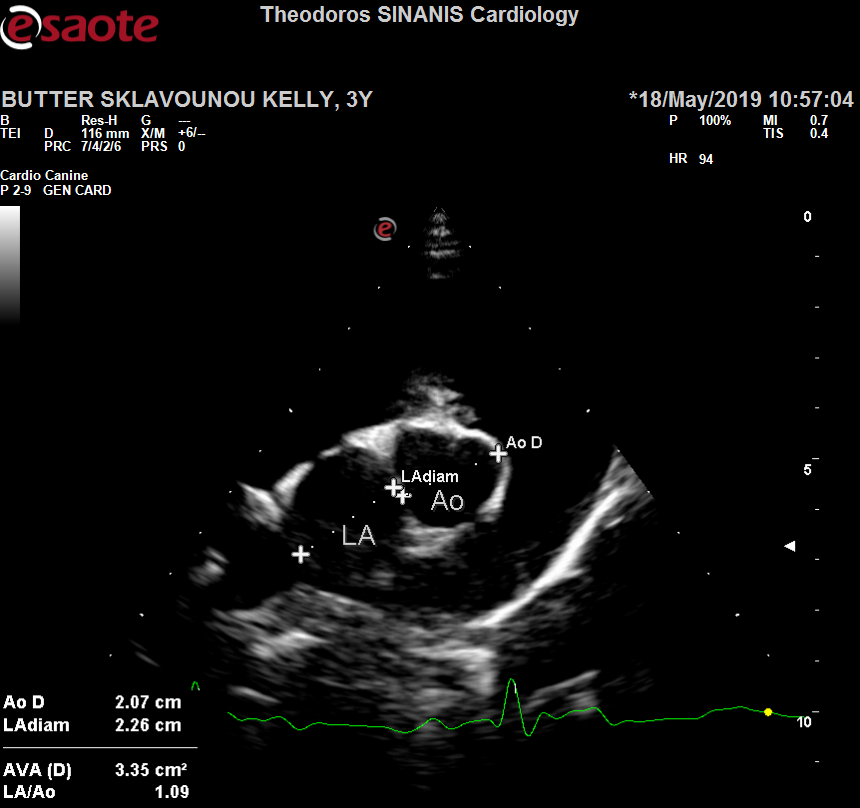 esaote
Theodoros SINANIS Cardiology
BUTTER SKLAVOUNOU KELLY, 3Y *18/May/2019 10:57:04
B Res-H G --- P 100% MI 0.7
TEI D 116 mm X/M +6/-- TIS 0.4
PRC 7/4/2/6 PRS 0
HR 94
Cardio Canine
P 2-9 GEN CARD
0
e
Ao D
5
LAdiam
Ao
LA
Ao D 2.07 cm
LAdiam 2.26 cm
10
AVA (D) 3.35 cm²
LA/Ao 1.09